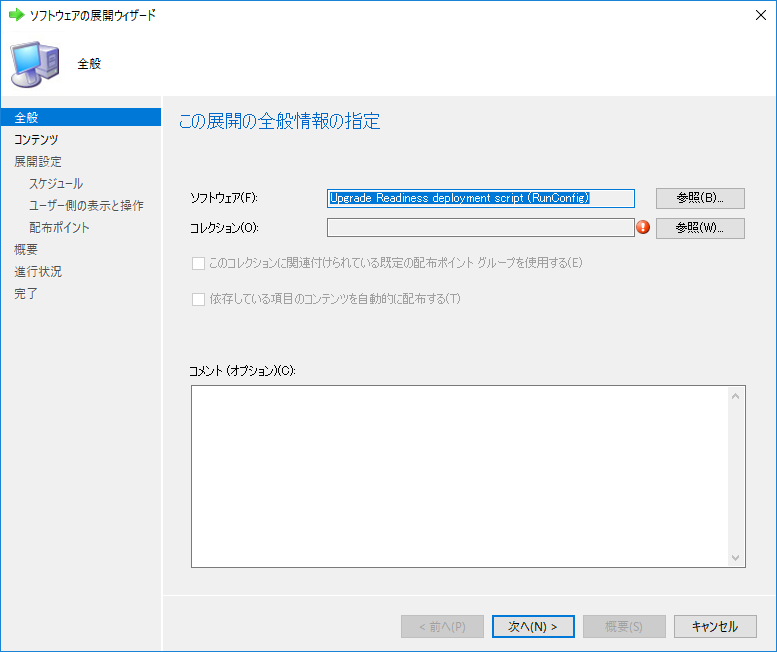 ソフトウェアの展開ウィザード
全般
全般
コンテンツ
展開設定
スケジュール
ユーザー側の表示と操作
配布ポイント
概要
進行状況
完了
この展開の全般情報の指定
ソフトウェア(F): Upgrade Readiness deployment script (RunConfig) 参照(B)...
コレクション(O): 参照(W)...
このコレクションに関連付けられている既定の配布ポイント グループを使用する(E)
依存している項目のコンテンツを自動的に配布する(T)
コメント (オプション)(C):
< 前へ(P) 次へ(N) > 概要(S) キャンセル